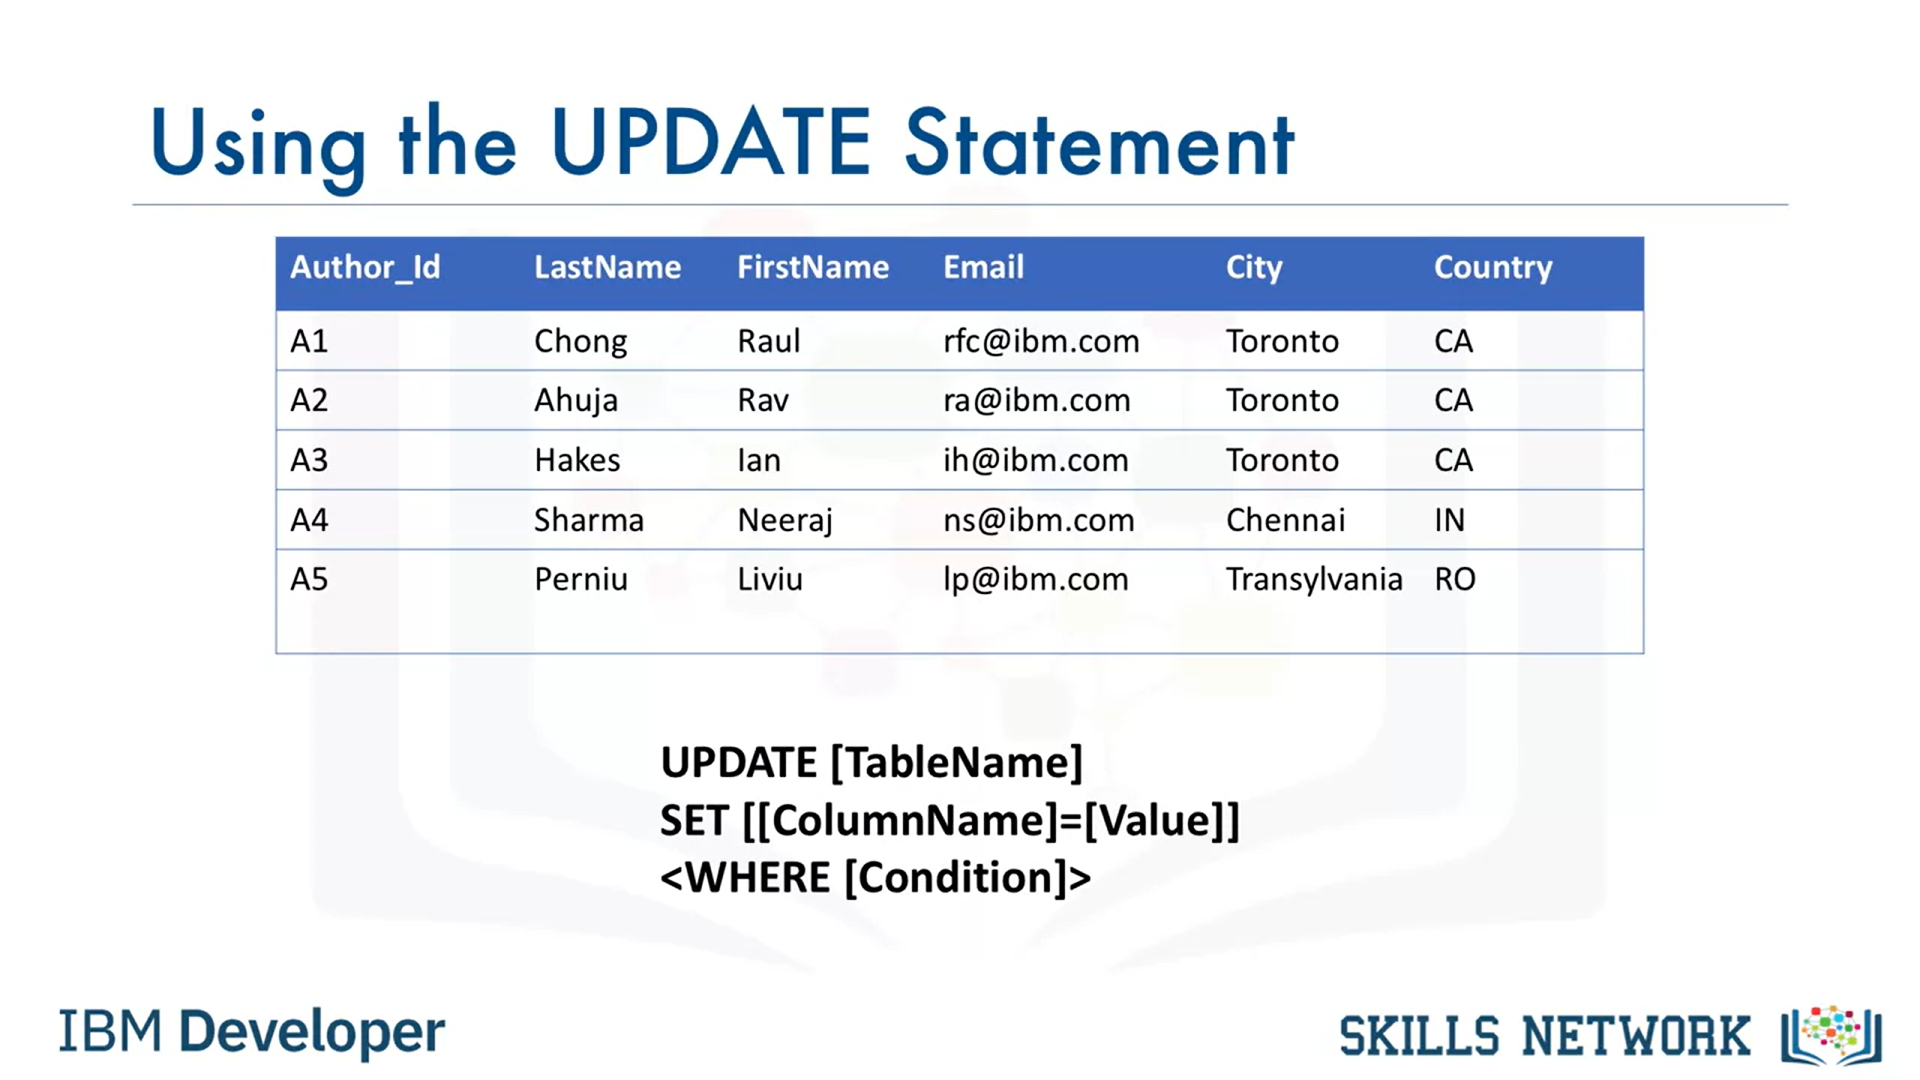 Using the UPDATE Statement
Author_Id LastName FirstName Email City Country
A1 Chong Raul rfc@ibm.com Toronto CA
A2 Ahuja Rav ra@ibm.com Toronto CA
A3 Hakes Ian ih@ibm.com Toronto CA
A4 Sharma Neeraj ns@ibm.com Chennai IN
A5 Perniu Liviu lp@ibm.com Transylvania RO
UPDATE [TableName]
SET [[ColumnName]=[Value]]
<WHERE [Condition]>
IBM Developer
SKILLS NETWORK